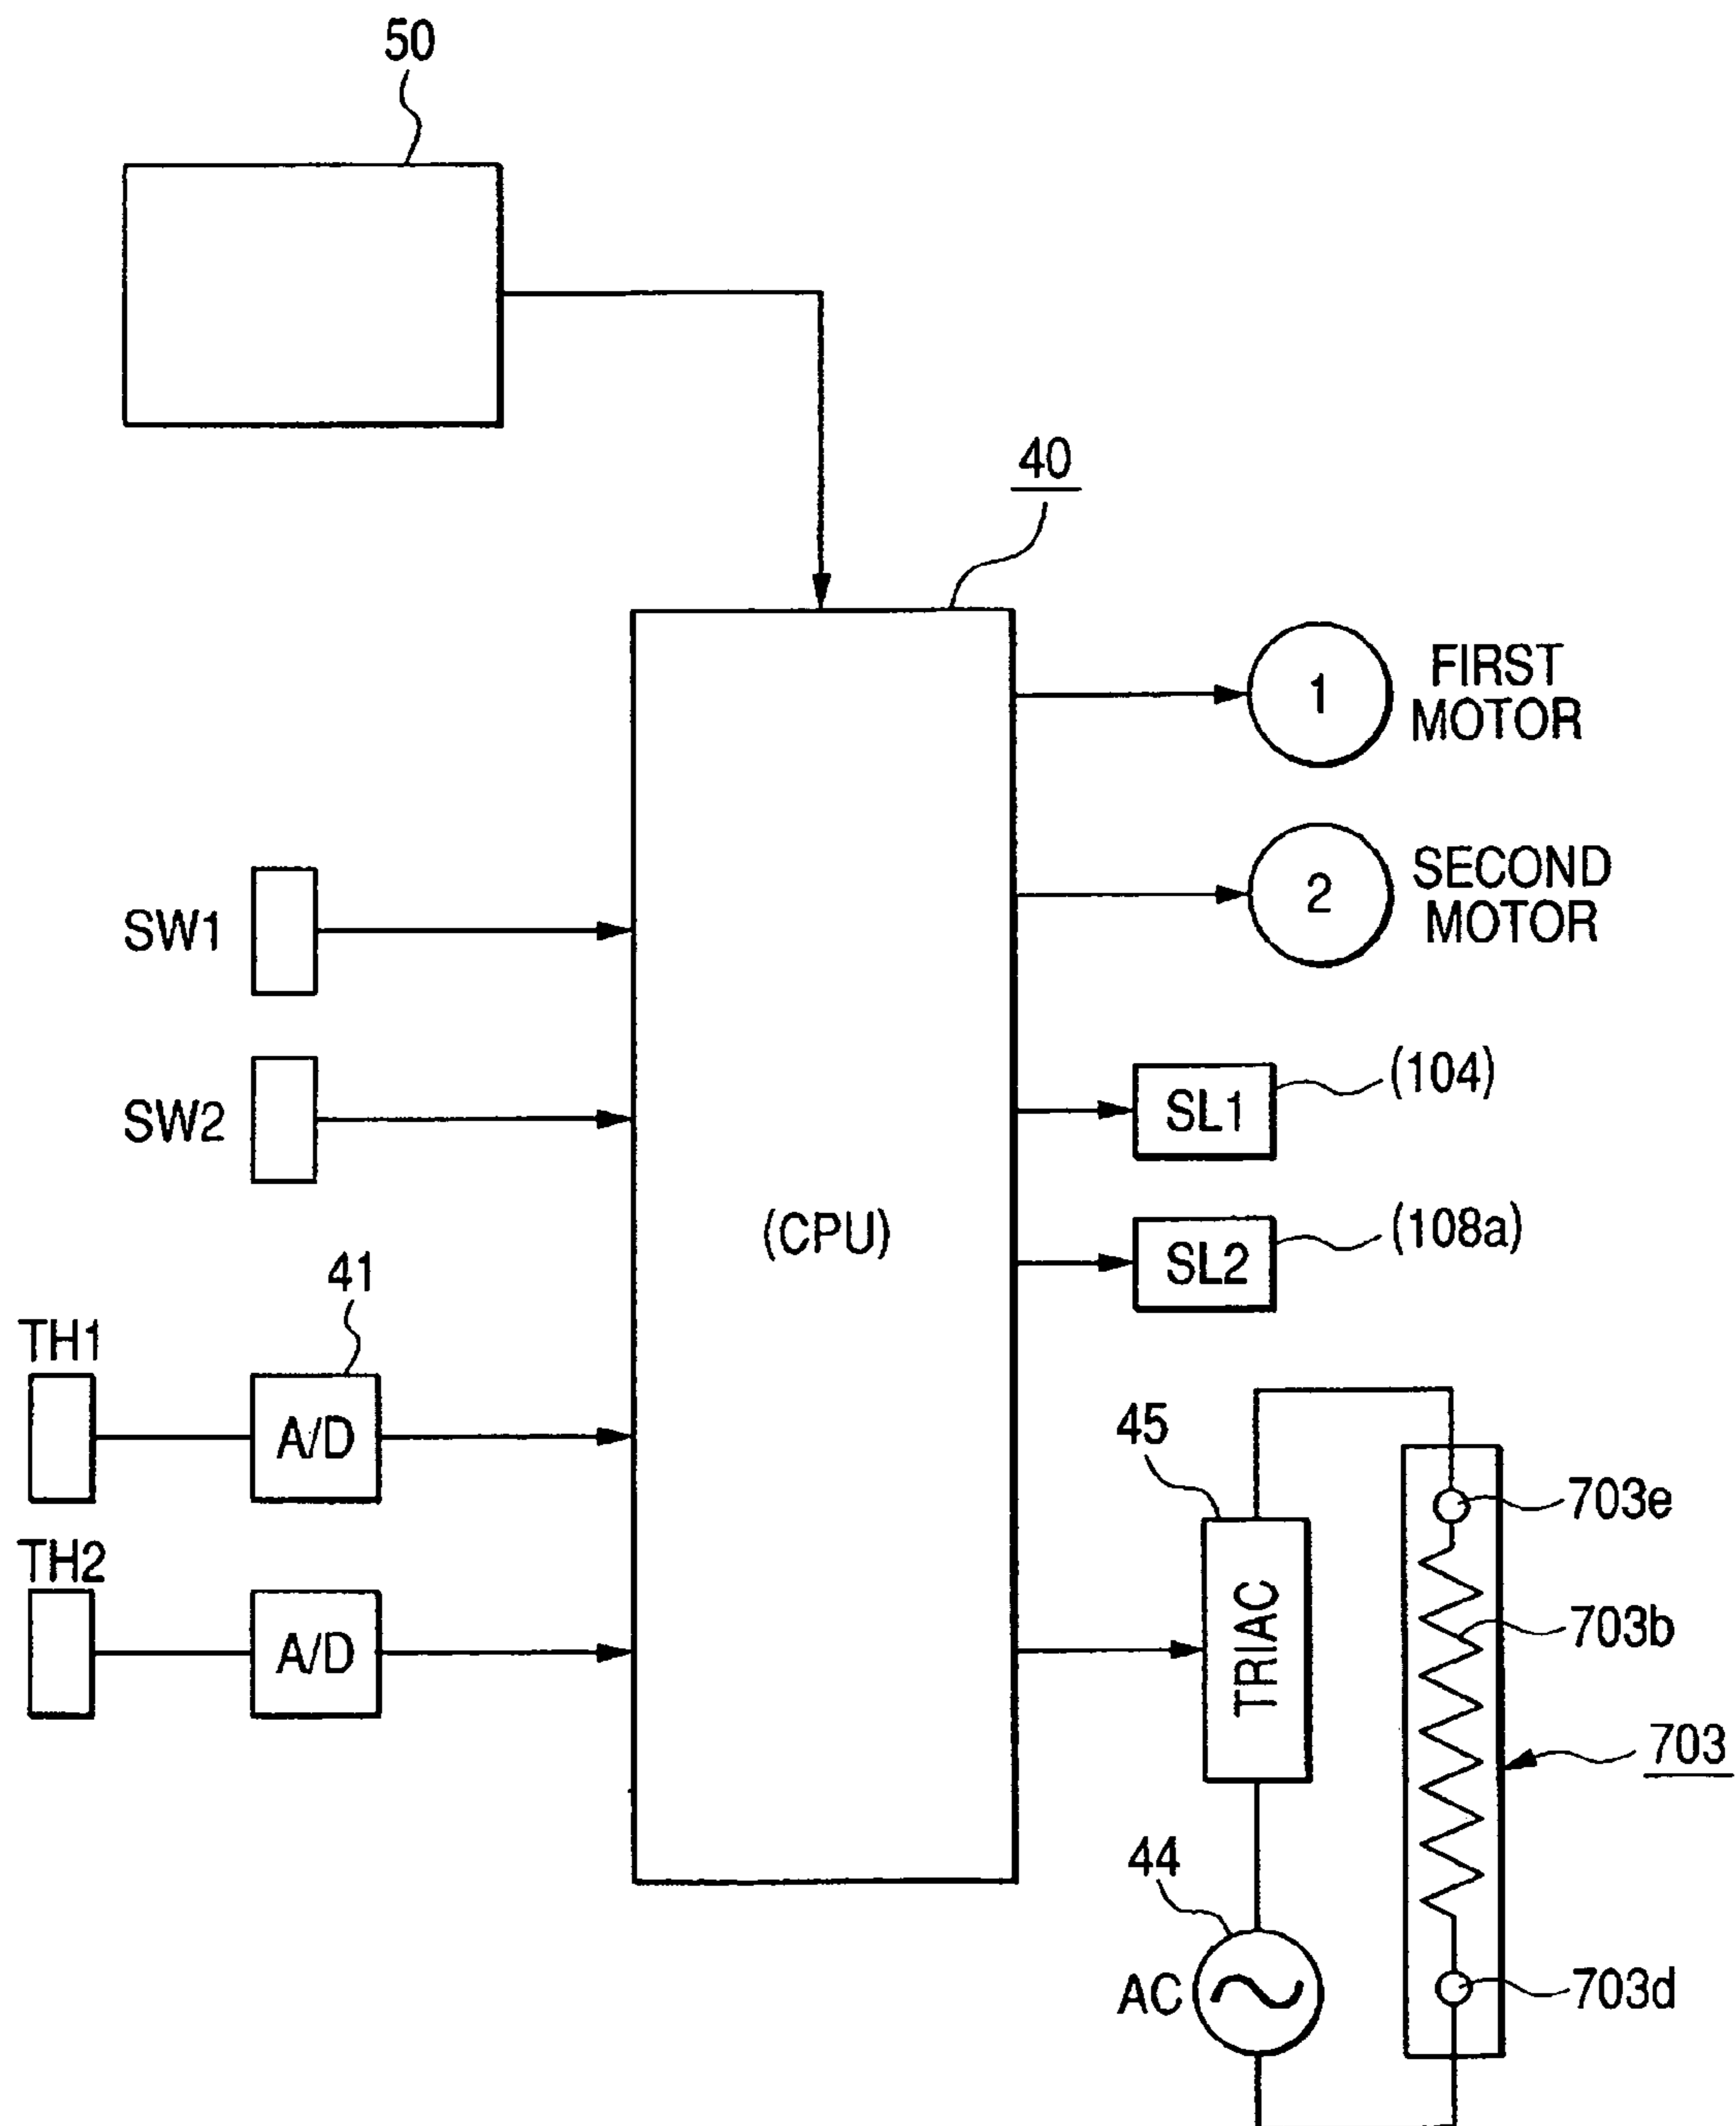 50
40
1
FIRST
MOTOR
2
SECOND
MOTOR
SW1
SW2
SL1
(104)
(CPU)
SL2
(108a)
41
TH1
A/D
45
703e
TH2
A/D
TRIAC
703b
703
44
AC
703d